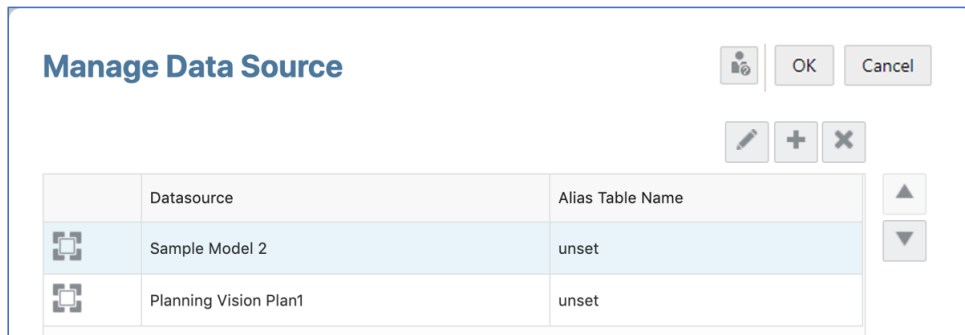 Manage Data Source
OK
Cancel
Datasource
Alias Table Name
Sample Model 2
unset
Planning Vision Plan1
unset